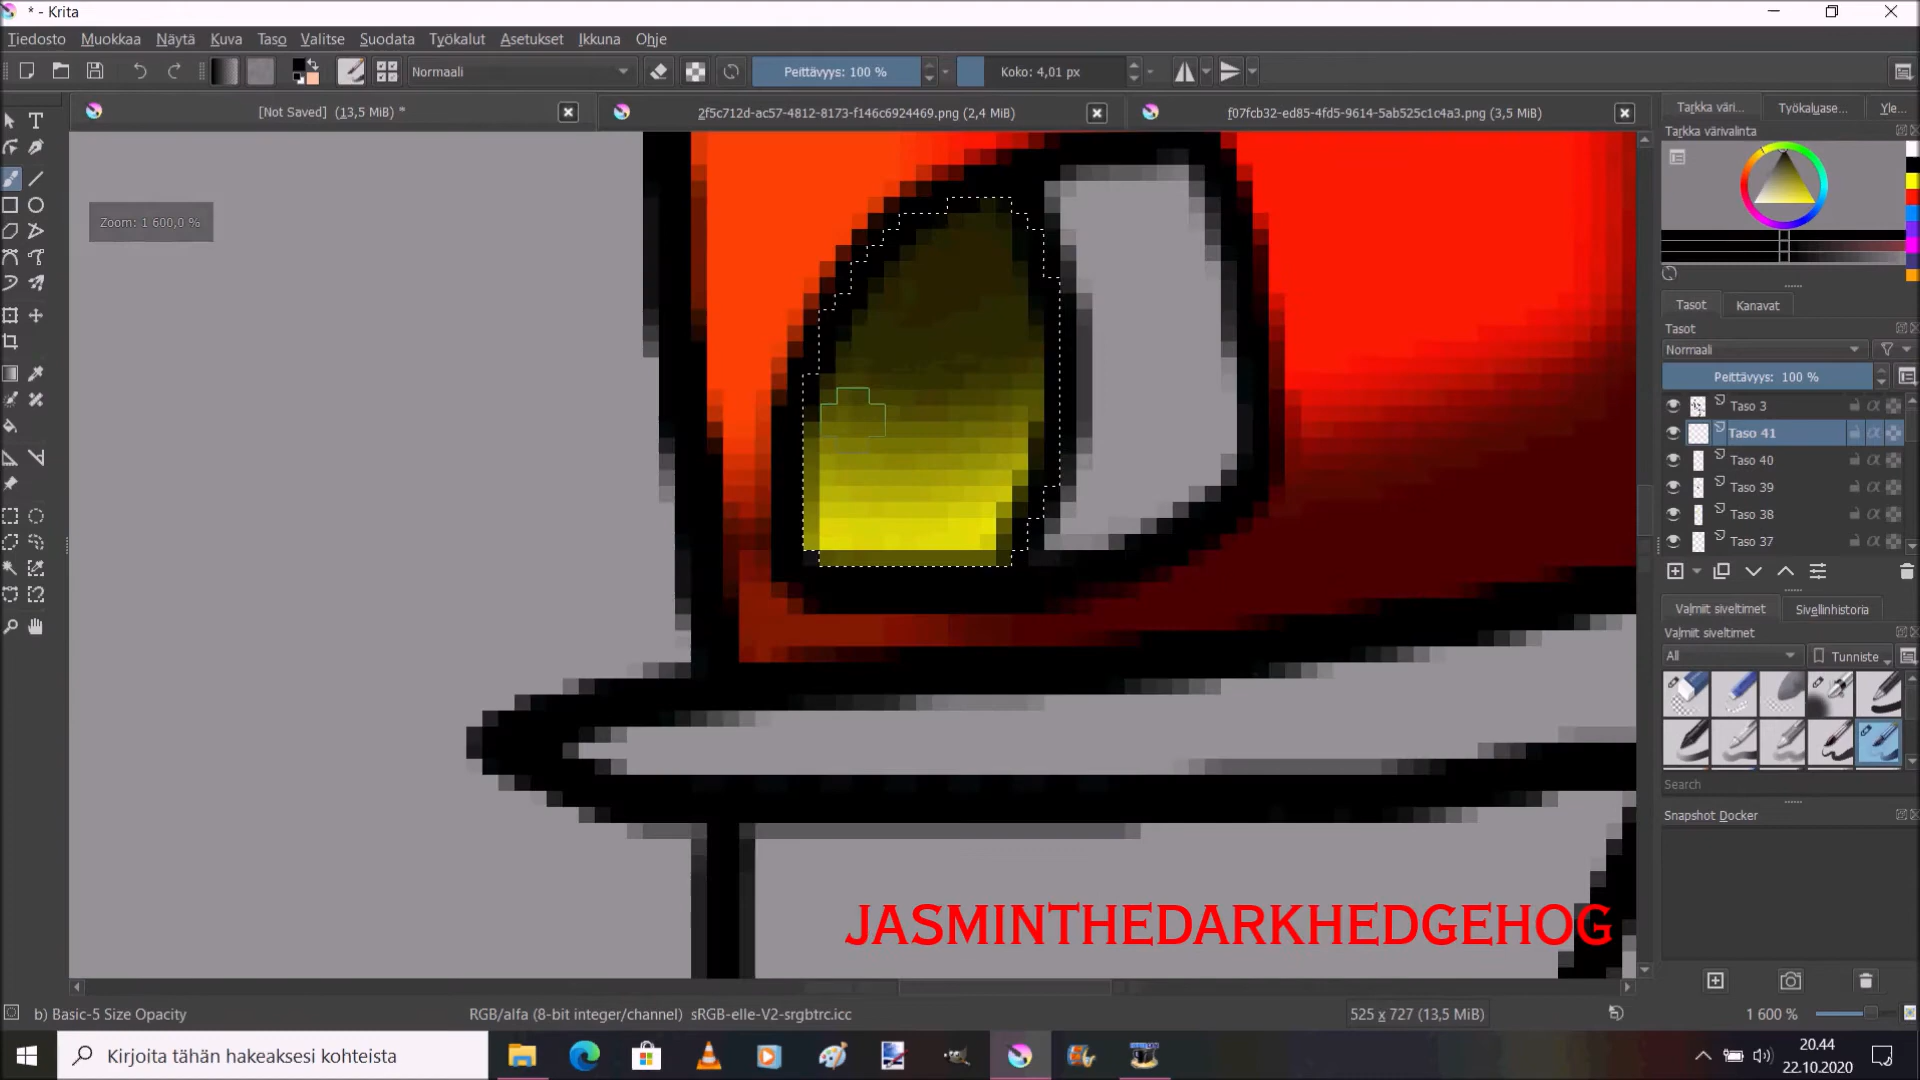 * - Krita
Tiedosto Muokkaa Näytä Kuva Taso Valitse Suodata Työkalut Asetukset Ikkuna Ohje
Normaali Peittävyys: 100 % Koko: 4,01 px
[Not Saved] (13,5 MiB) * 2f5c712d-ac57-4812-8173-f146c6924469.png (2,4 MiB) f07fcb32-ed85-4fd5-9614-5ab525c1c4a3.png (3,5 MiB)
Tarkka väri... Työkaluase... Yle...
Tarkka värivalinta
Zoom: 1 600,0 %
Tasot Kanavat
Tasot
Normaali
Peittävyys: 100 %
Taso 3
Taso 41
Taso 40
Taso 39
Taso 38
Taso 37
Valmiit siveltimet Sivellinhistoria
Valmiit siveltimet
All Tunniste
Search
Snapshot Docker
JASMINTHEDARKHEDGEHOG
b) Basic-5 Size Opacity RGB/alfa (8-bit integer/channel) sRGB-elle-V2-srgbtrc.icc 525 x 727 (13,5 MiB) 1 600 %
Kirjoita tähän hakeaksesi kohteista
20.44
22.10.2020